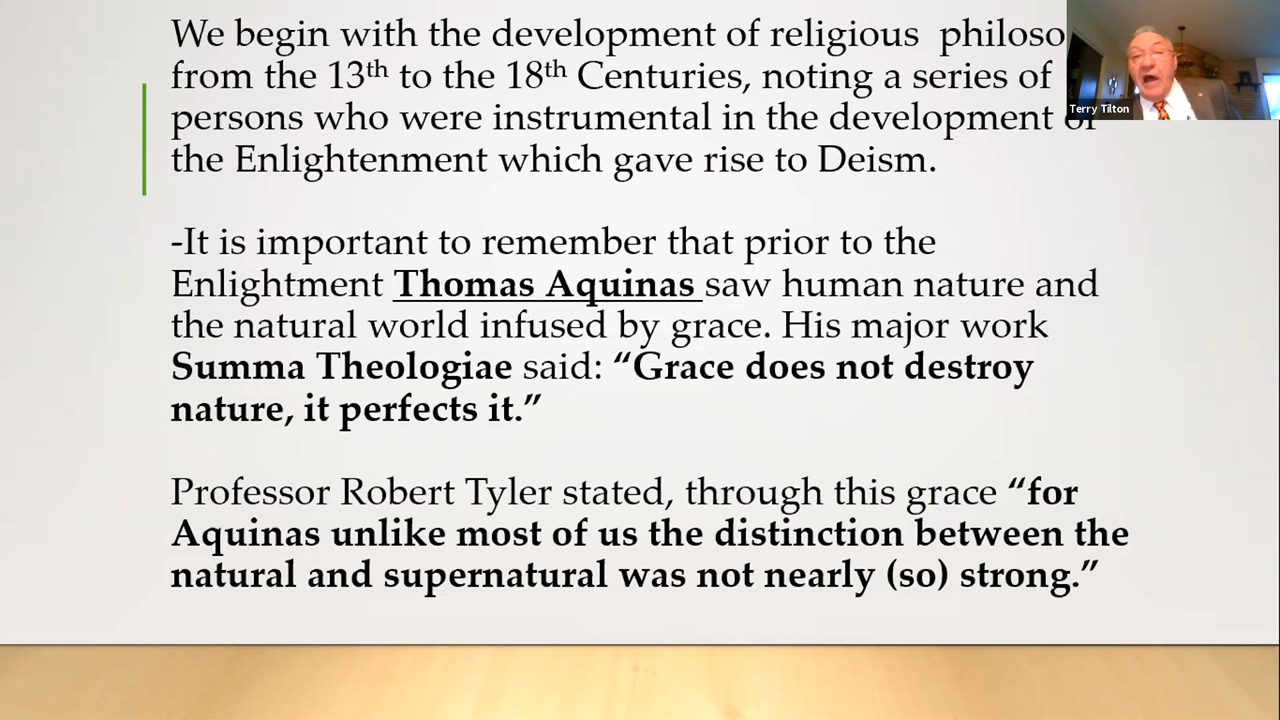 We begin with the development of religious philoso
from the 13th to the 18th Centuries, noting a series of
persons who were instrumental in the development of
the Enlightenment which gave rise to Deism.
-It is important to remember that prior to the
Enlightment Thomas Aquinas saw human nature and
the natural world infused by grace. His major work
Summa Theologiae said: “Grace does not destroy
nature, it perfects it.”
Professor Robert Tyler stated, through this grace “for
Aquinas unlike most of us the distinction between the
natural and supernatural was not nearly (so) strong.”
Terry Tilton